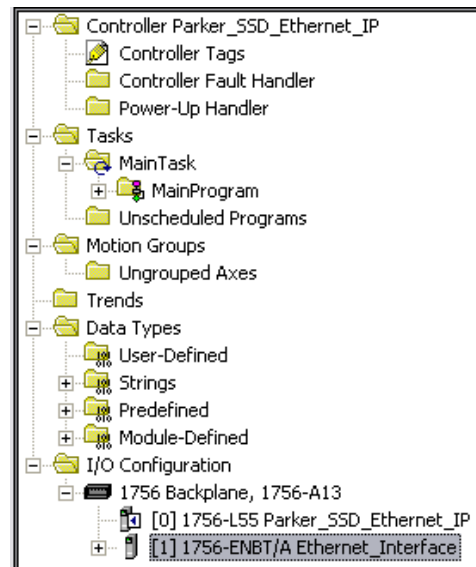 Controller Parker_SSD_Ethernet_IP
Controller Tags
Controller Fault Handler
Power-Up Handler
Tasks
MainTask
MainProgram
Unscheduled Programs
Motion Groups
Ungrouped Axes
Trends
Data Types
User-Defined
Strings
Predefined
Module-Defined
I/O Configuration
1756 Backplane, 1756-A13
[0] 1756-L55 Parker_SSD_Ethernet_IP
[1] 1756-ENBT/A Ethernet_Interface